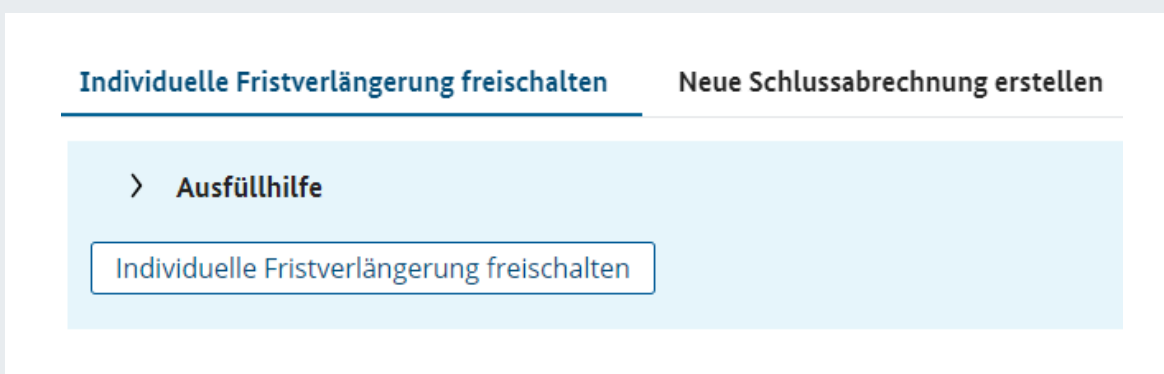 Individuelle Fristverlängerung freischalten Neue Schlussabrechnung erstellen
Ausfüllhilfe
Individuelle Fristverlängerung freischalten